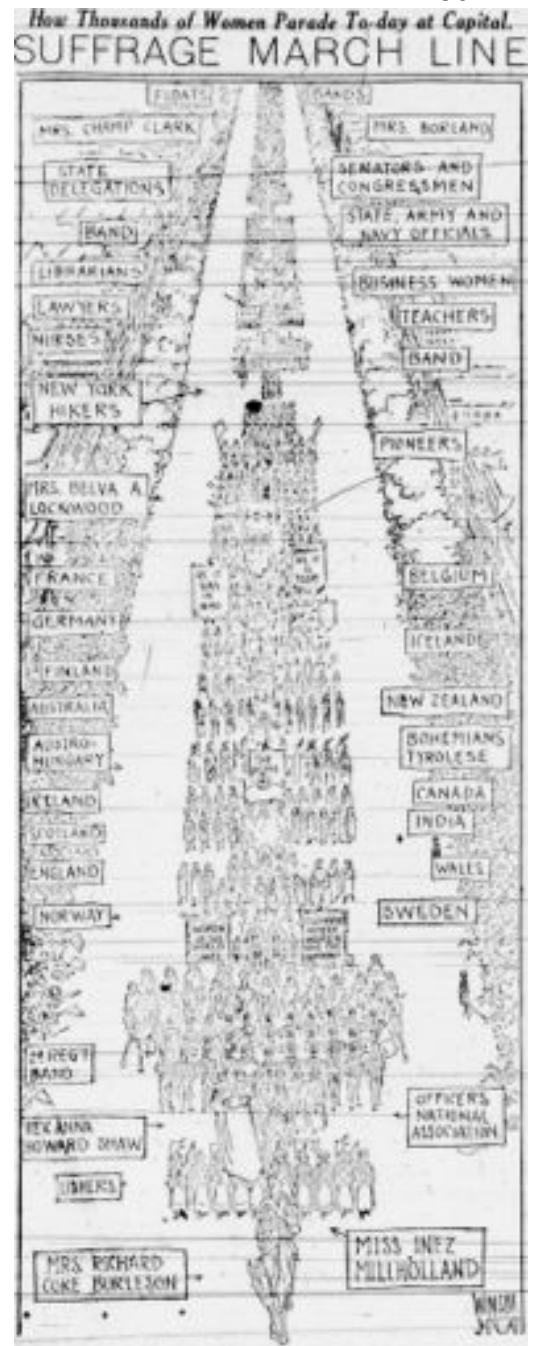 How Thousands of Women Parade To-day at Capital.
SUFFRAGE MARCH LINE
FLOATS
BANDS
MRS. CHAMP CLARK
MRS. BORLAND
STATE
DELEGATIONS
SENATORS AND
CONGRESSMEN
BAND
STATE, ARMY AND
NAVY OFFICIALS
LIBRARIANS
BUSINESS WOMEN
LAWYERS
TEACHERS
NURSES
BAND
NEW YORK
HIKERS
PIONEERS
MRS. BELVA A
LOCKWOOD
FRANCE
BELGIUM
GERMANY
ICELAND
FINLAND
NEW ZEALAND
AUSTRALIA
BOHEMIANS
TYROLESE
AUSTRO-
HUNGARY
CANADA
IRELAND
INDIA
SCOTLAND
WALES
ENGLAND
NORWAY
SWEDEN
BAND
OFFICERS
NATIONAL
ASSOCIATION
REV. ANNA
HOWARD SHAW
USHERS
MISS INEZ
MILLHOLLAND
MRS. RICHARD
COKE BURLESON
WINSOR
McCAY